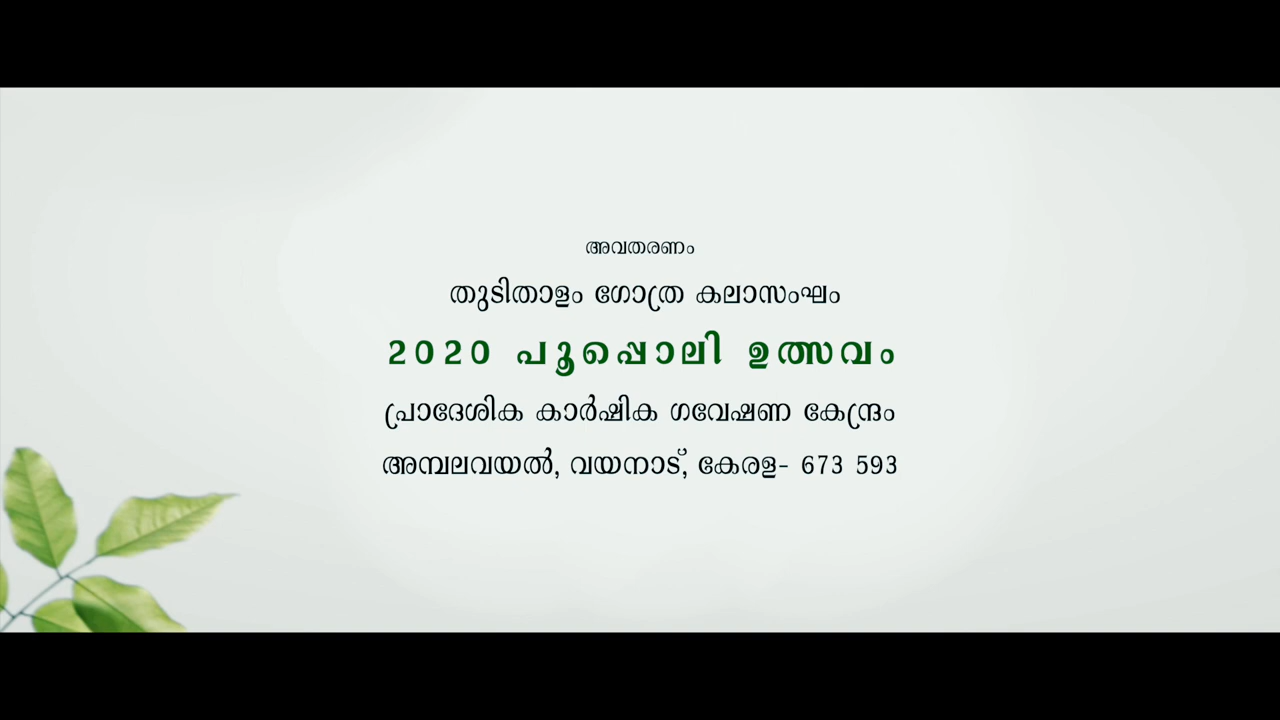 അവതരണം
തുടിതാളം ഗോത്ര കലാസംഘം
2020 പൂപ്പൊലി ഉത്സവം
പ്രാദേശിക കാർഷിക ഗവേഷണ കേന്ദ്രം
അമ്പലവയൽ, വയനാട്, കേരള- 673 593